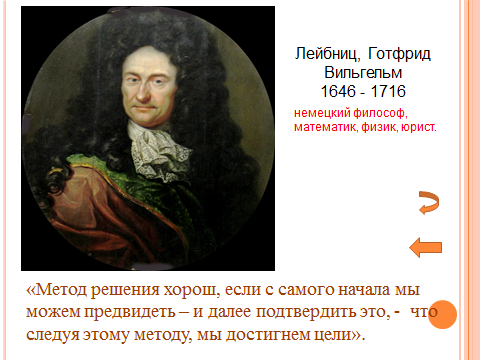 Лейбниц, Готфрид
Вильгельм
1646 - 1716
немецкий философ,
математик, физик, юрист.
«Метод решения хорош, если с самого начала мы
можем предвидеть – и далее подтвердить это, - что
следуя этому методу, мы достигнем цели».